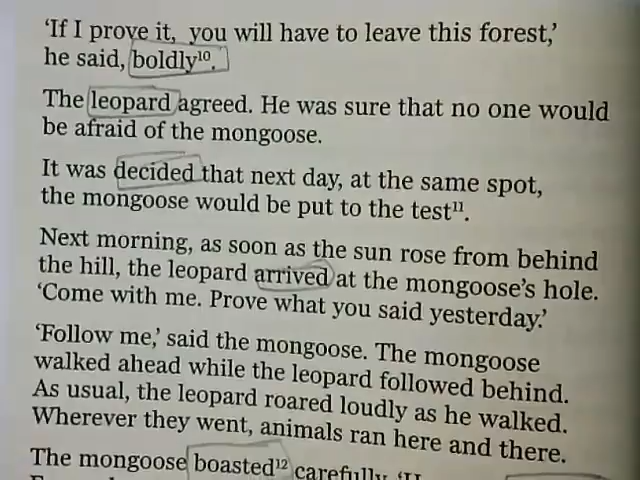 ‘If I prove it, you will have to leave this forest,’
he said, boldly¹⁰.
The leopard agreed. He was sure that no one would
be afraid of the mongoose.
It was decided that next day, at the same spot,
the mongoose would be put to the test¹¹.
Next morning, as soon as the sun rose from behind
the hill, the leopard arrived at the mongoose’s hole.
‘Come with me. Prove what you said yesterday.’
‘Follow me,’ said the mongoose. The mongoose
walked ahead while the leopard followed behind.
As usual, the leopard roared loudly as he walked.
Wherever they went, animals ran here and there.
The mongoose boasted¹² carefully.